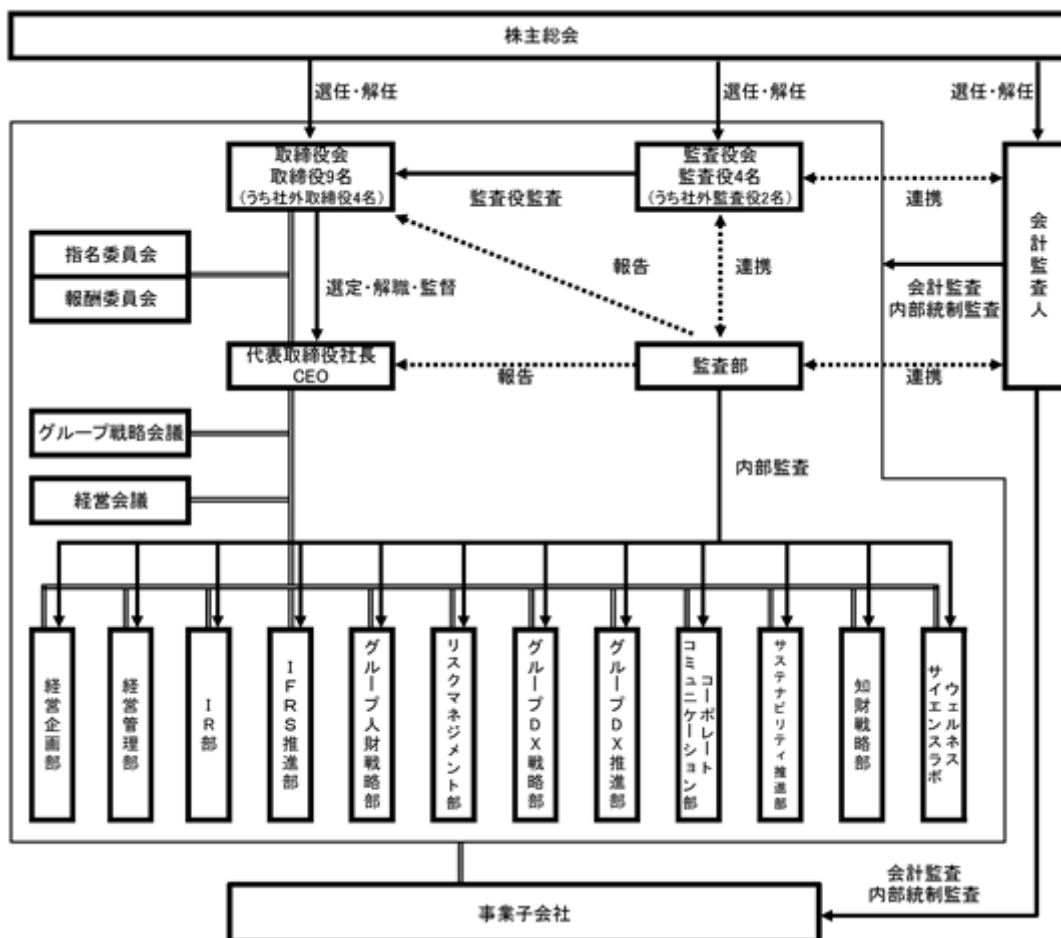 株主総会
選任・解任
選任・解任
選任・解任
取締役会
取締役9名
(うち社外取締役4名)
監査役会
監査役4名
(うち社外監査役2名)
監査役監査
連携
会計監査人
指名委員会
報酬委員会
報告
連携
選定・解職・監督
会計監査
内部統制監査
代表取締役社長
CEO
報告
監査部
連携
グループ戦略会議
経営会議
内部監査
経営企画部
経営管理部
IR部
IFRS推進部
グループ人財戦略部
リスクマネジメント部
グループDX戦略部
グループDX推進部
コーポレート
コミュニケーション部
サステナビリティ推進部
知財戦略部
ウェルネス
サイエンスラボ
会計監査
内部統制監査
事業子会社